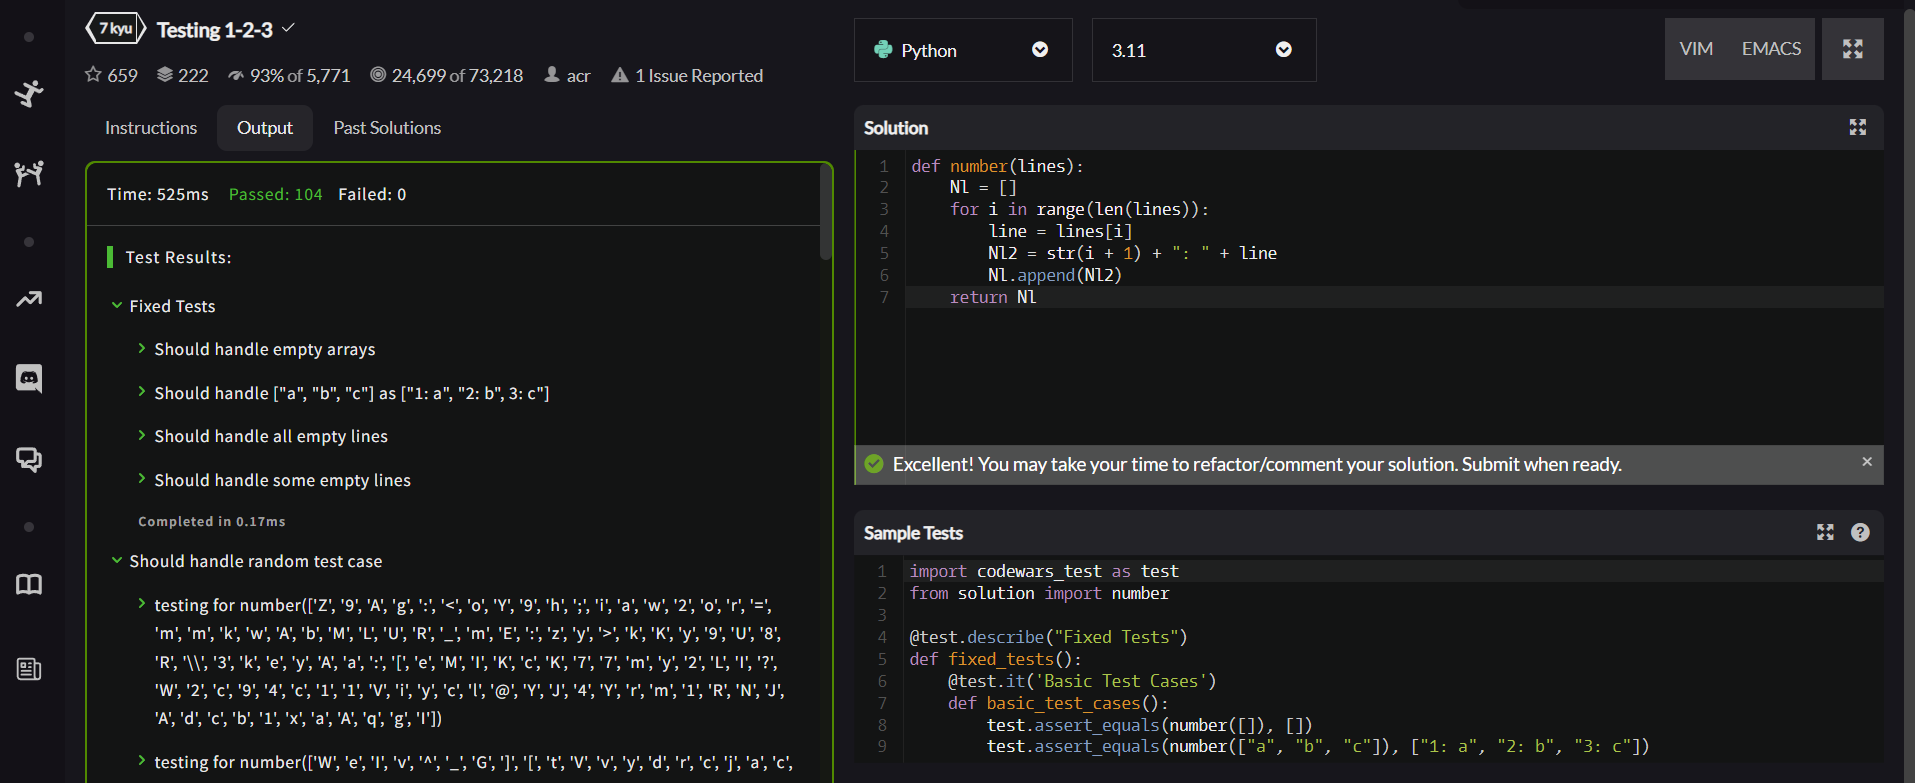 7 kyu Testing 1-2-3
659 222 93% of 5,771 24,699 of 73,218 acr 1 Issue Reported
Instructions Output Past Solutions
Time: 525ms Passed: 104 Failed: 0
Test Results:
Fixed Tests
Should handle empty arrays
Should handle ["a", "b", "c"] as ["1: a", "2: b", 3: c"]
Should handle all empty lines
Should handle some empty lines
Completed in 0.17ms
Should handle random test case
testing for number(['Z', '9', 'A', 'g', ':', '<', 'o', 'Y', '9', 'h', ';', 'i', 'a', 'w', '2', 'o', 'r', '=',
'm', 'm', 'k', 'w', 'A', 'b', 'M', 'L', 'U', 'R', '_', 'm', 'E', ':', 'z', 'y', '>', 'k', 'K', 'y', '9', 'U', '8',
'R', '\\', '3', 'k', 'e', 'y', 'A', 'a', ':', '[', 'e', 'M', 'I', 'K', 'c', 'K', '7', '7', 'm', 'y', '2', 'L', 'I', '?',
'W', '2', 'c', '9', '4', 'c', '1', '1', 'V', 'i', 'y', 'c', 'l', '@', 'Y', 'J', '4', 'Y', 'r', 'm', '1', 'R', 'N', 'J',
'A', 'd', 'c', 'b', '1', 'x', 'a', 'A', 'q', 'g', 'I'])
testing for number(['W', 'e', 'I', 'v', '^', '_', 'G', ']', '[', 't', 'V', 'v', 'y', 'd', 'r', 'c', 'j', 'a', 'c',
Python 3.11 VIM EMACS
Solution
1 def number(lines):
2 Nl = []
3 for i in range(len(lines)):
4 line = lines[i]
5 Nl2 = str(i + 1) + ": " + line
6 Nl.append(Nl2)
7 return Nl
Excellent! You may take your time to refactor/comment your solution. Submit when ready. ×
Sample Tests
1 import codewars_test as test
2 from solution import number
3
4 @test.describe("Fixed Tests")
5 def fixed_tests():
6 @test.it('Basic Test Cases')
7 def basic_test_cases():
8 test.assert_equals(number([]), [])
9 test.assert_equals(number(["a", "b", "c"]), ["1: a", "2: b", "3: c"])